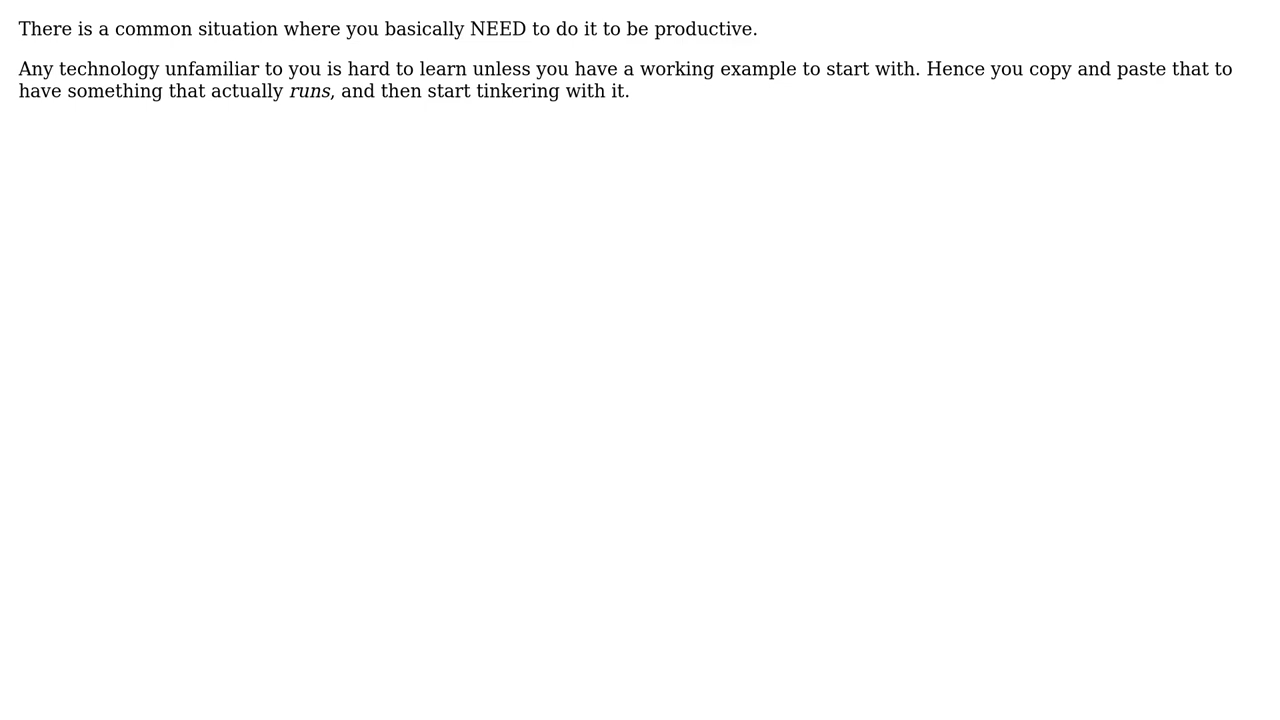 There is a common situation where you basically NEED to do it to be productive.
Any technology unfamiliar to you is hard to learn unless you have a working example to start with. Hence you copy and paste that to
have something that actually runs, and then start tinkering with it.